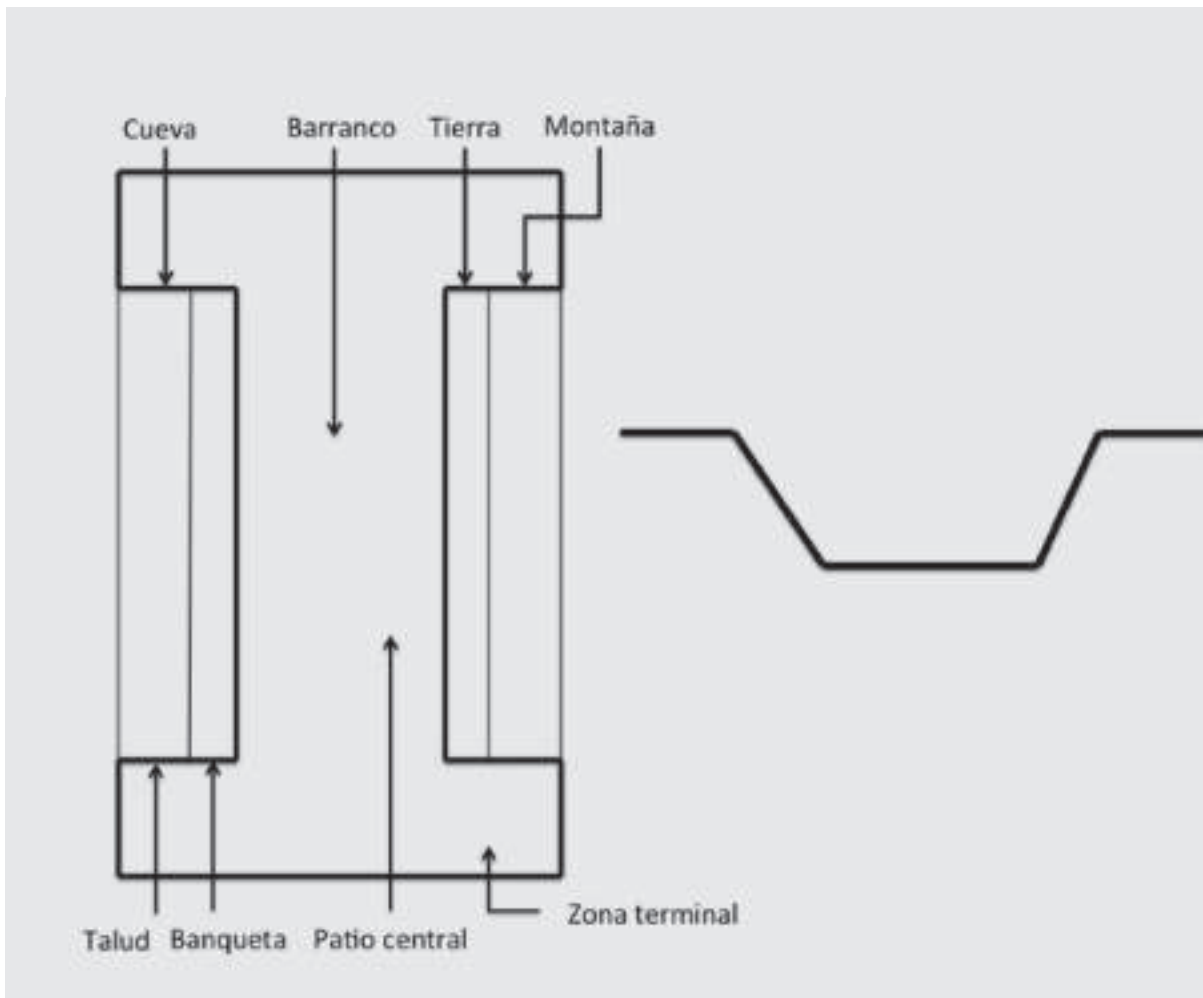 Cueva
Barranco
Tierra
Montaña
Zona terminal
Talud
Banqueta
Patio central